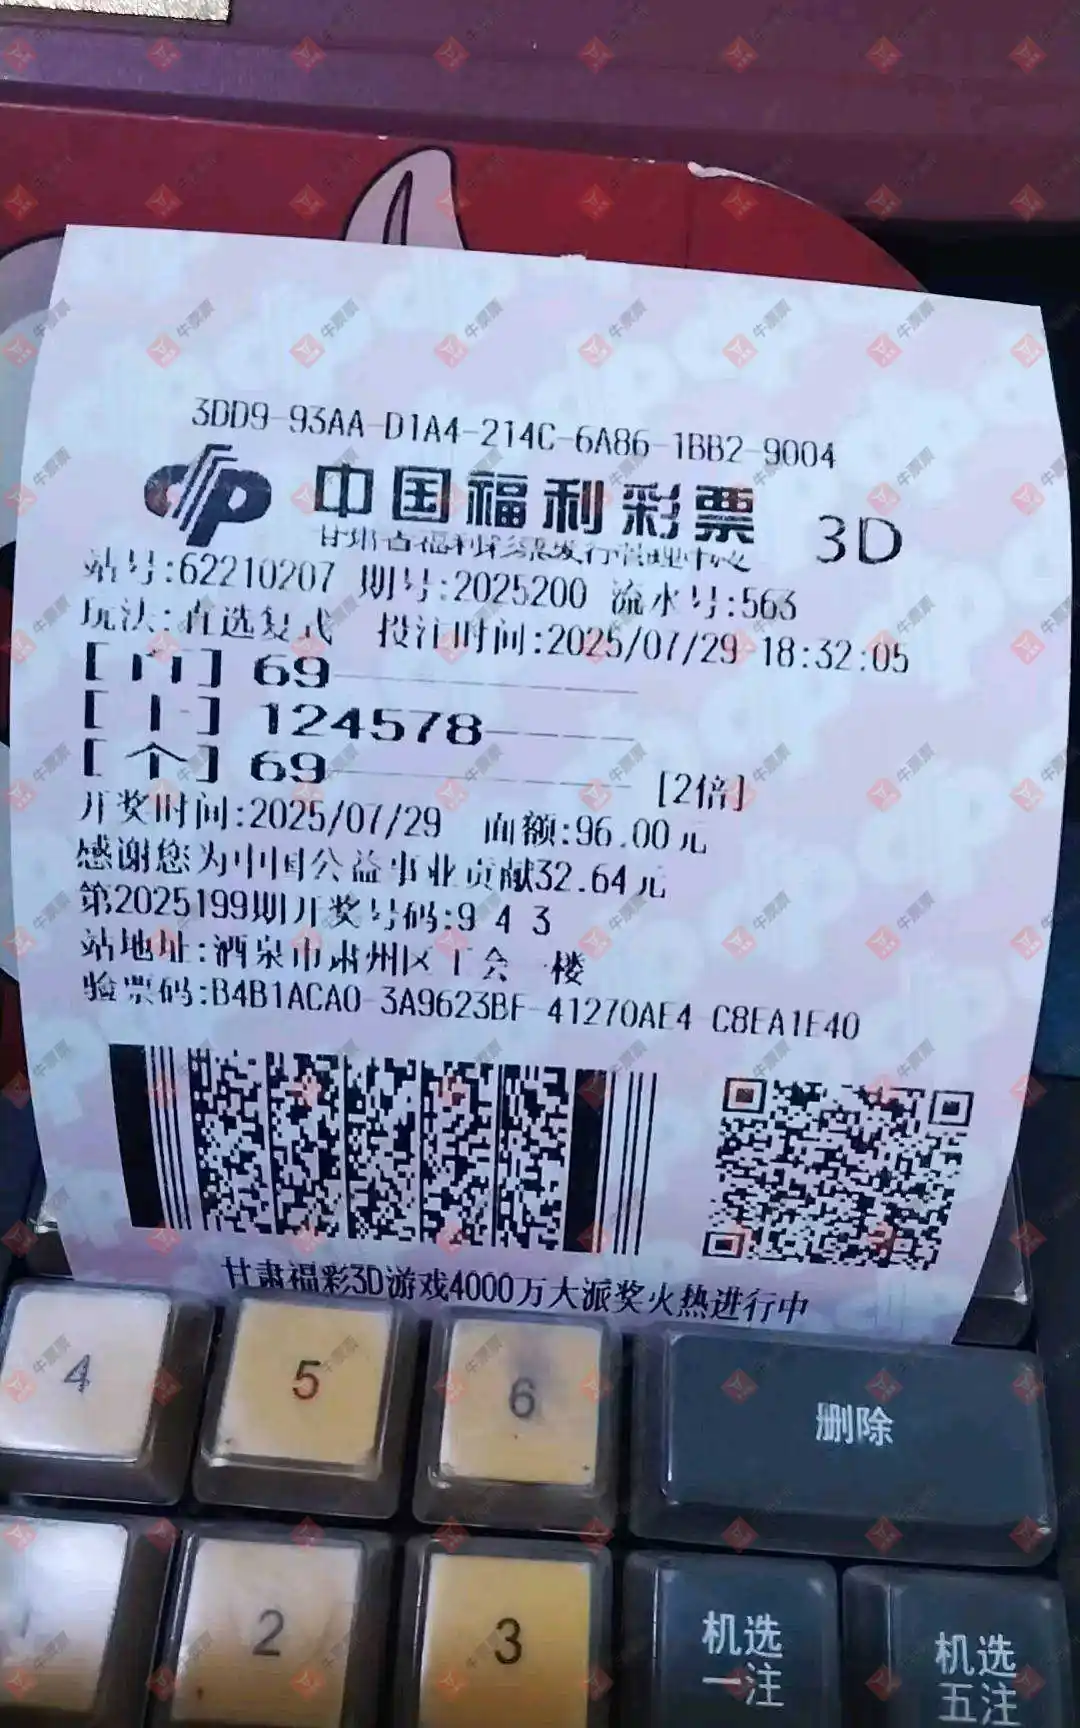 3DD9-93AA-D1A4-214C-6A86-1BB2-9004
中国福利彩票 3D
甘肃省福利彩票发行管理中心
站号:62210207 期号:2025200 流水号:563
玩法:直选复式 投注时间:2025/07/29 18:32:05
[百] 69
[十] 124578
[个] 69 [2倍]
开奖时间:2025/07/29 面额:96.00元
感谢您为中国公益事业贡献32.64元
第2025199期开奖号码:9 4 3
站地址:酒泉市肃州区工会一楼
验票码:B4B1ACA0-3A9623BF-41270AE4-C8EA1E40
甘肃福彩3D游戏4000万大派奖火热进行中
4 5 6 删除
2 3 机选一注 机选五注
牛票票